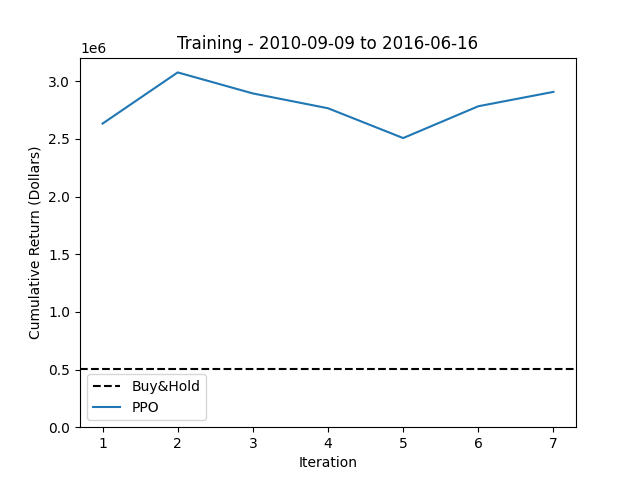 Training - 2010-09-09 to 2016-06-16
1e6
3.0
2.5
2.0
1.5
1.0
0.5
0.0
Cumulative Return (Dollars)
Buy&Hold
PPO
1 2 3 4 5 6 7
Iteration